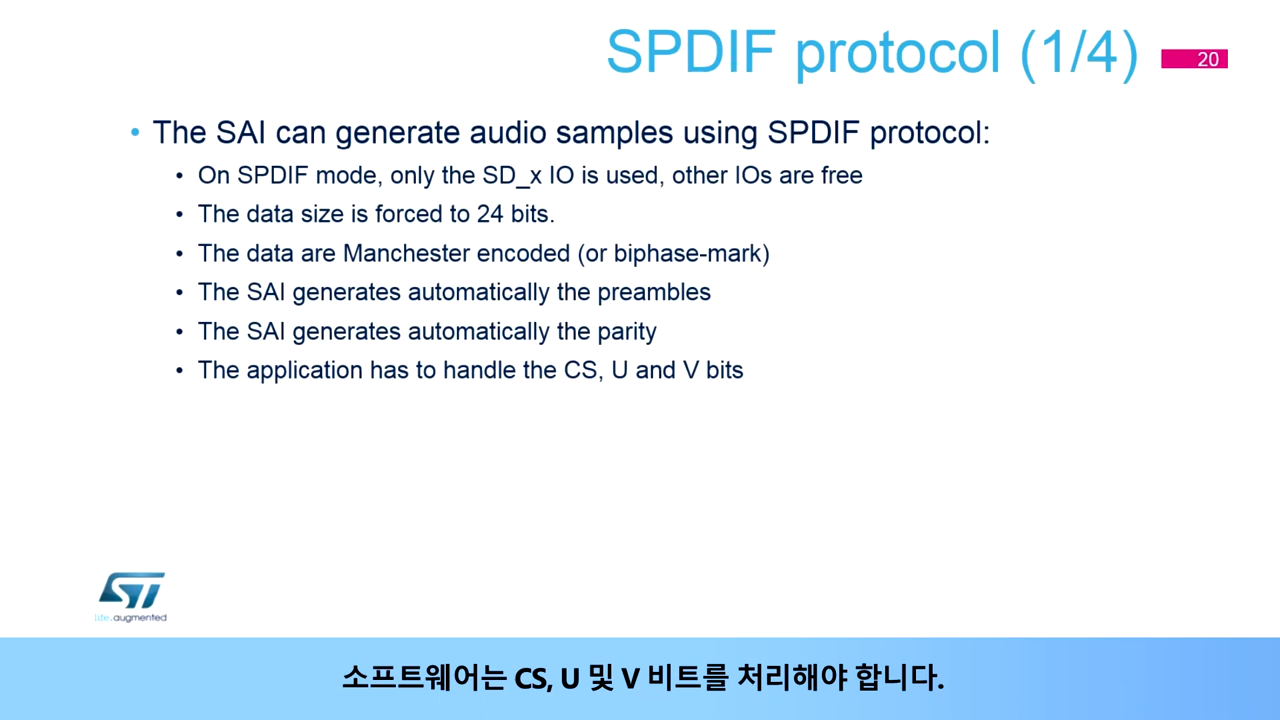 SPDIF protocol (1/4)
20
• The SAI can generate audio samples using SPDIF protocol:
• On SPDIF mode, only the SD_x IO is used, other IOs are free
• The data size is forced to 24 bits.
• The data are Manchester encoded (or biphase-mark)
• The SAI generates automatically the preambles
• The SAI generates automatically the parity
• The application has to handle the CS, U and V bits
ST
life.augmented
소프트웨어는 CS, U 및 V 비트를 처리해야 합니다.